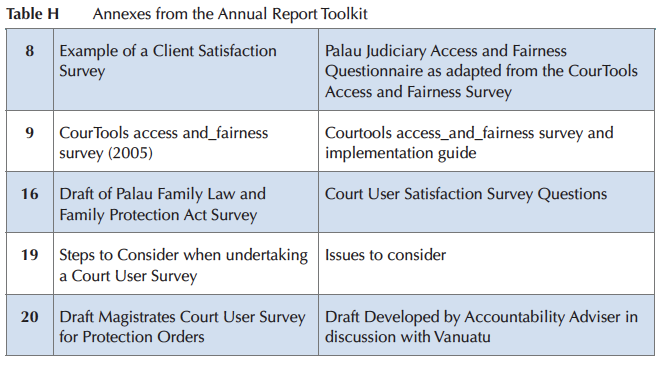 Table H Annexes from the Annual Report Toolkit
8 Example of a Client Satisfaction Survey Palau Judiciary Access and Fairness
Questionnaire as adapted from the CourTools
Access and Fairness Survey
9 CourTools access and_fairness
survey (2005)
Courtools access_and_fairness survey and
implementation guide
16 Draft of Palau Family Law and
Family Protection Act Survey
Court User Satisfaction Survey Questions
19 Steps to Consider when undertaking
a Court User Survey
Issues to consider
20 Draft Magistrates Court User Survey
for Protection Orders
Draft Developed by Accountability Adviser in
discussion with Vanuatu